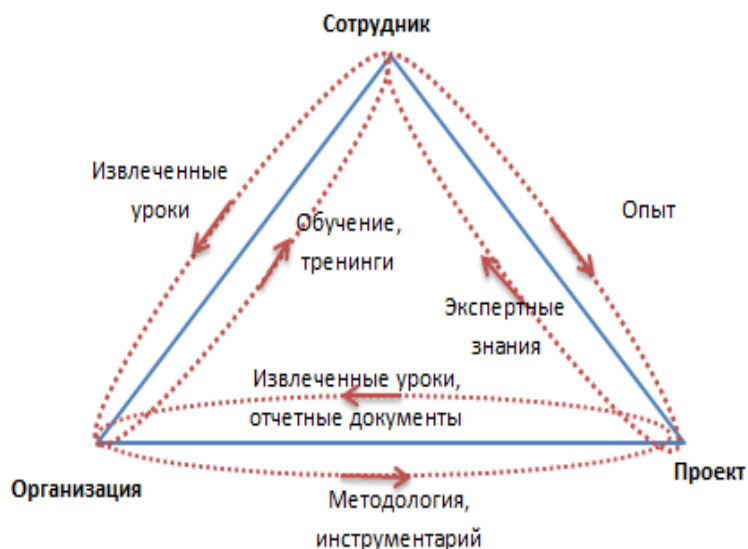 Сотрудник
Извлеченные
уроки
Обучение,
тренинги
Опыт
Экспертные
знания
Извлеченные уроки,
отчетные документы
Организация
Проект
Методология,
инструментарий